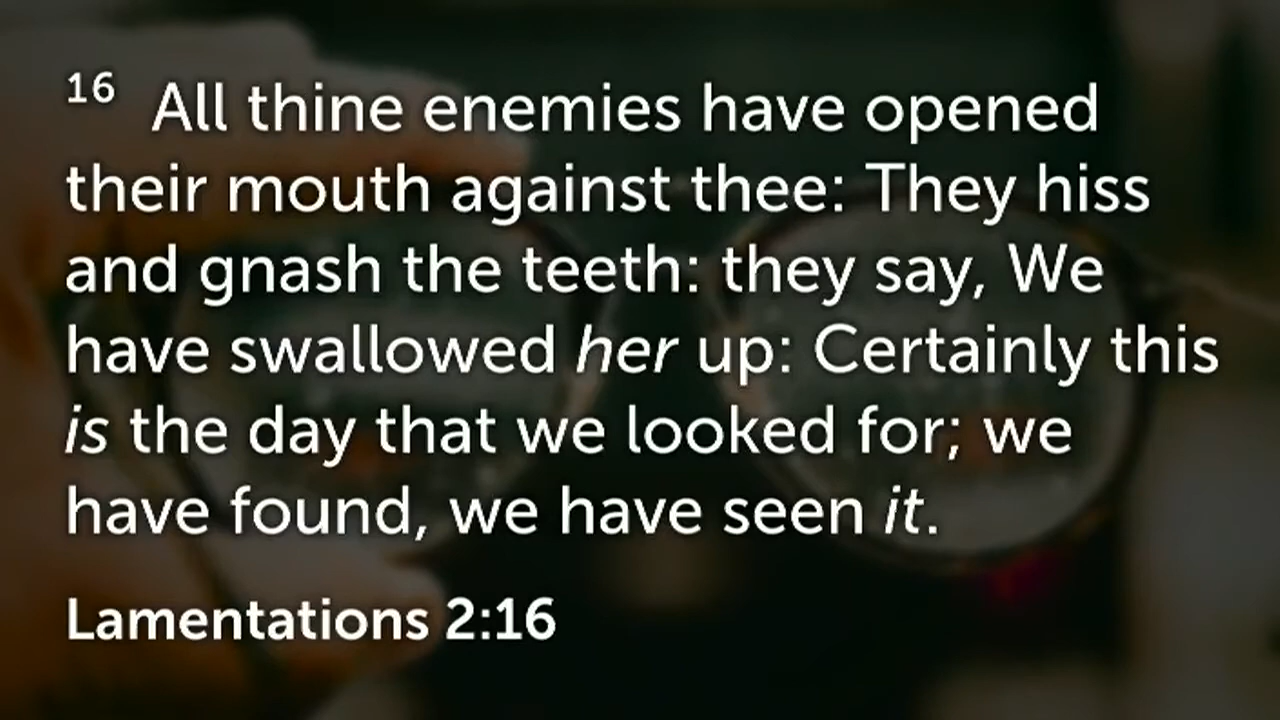 16 All thine enemies have opened
their mouth against thee: They hiss
and gnash the teeth: they say, We
have swallowed her up: Certainly this
is the day that we looked for; we
have found, we have seen it.
Lamentations 2:16